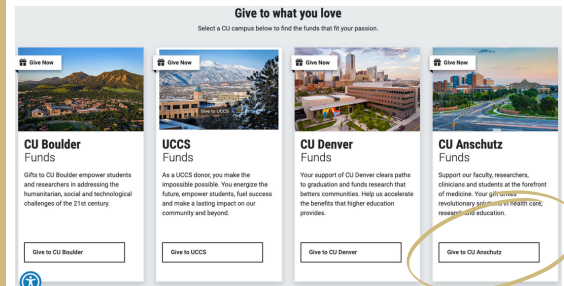 Give to what you love
Select a CU campus below to find the funds that fit your passion.
Give Now
CU Boulder
Funds
Gifts to CU Boulder empower students
and researchers in addressing the
humanitarian, social and technological
challenges of the 21st century.
Give to CU Boulder
Give Now
Give to UCCS
UCCS
Funds
As a UCCS donor, you make the
impossible possible. You energize the
future, empower students, fuel success
and make a lasting impact on our
community and beyond.
Give to UCCS
Give Now
CU Denver
Funds
Your support of CU Denver clears paths
to graduation and funds research that
betters communities. Help us accelerate
the benefits that higher education
provides.
Give to CU Denver
Give Now
CU Anschutz
Funds
Support our faculty, researchers,
clinicians and students at the forefront
of medicine. Your gift drives
revolutionary solutions in health care,
research and education.
Give to CU Anschutz